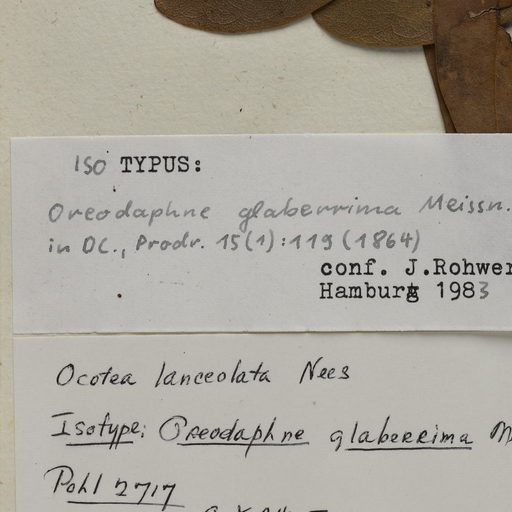 ISO TYPUS:
Oreodaphne glaberrima Meissn.
in DC., Prodr. 15(1):119 (1864)
conf. J.Rohwer
Hamburg 1983
Ocotea lanceolata Nees
Isotype: Oreodaphne glaberrima M
Pohl 2717